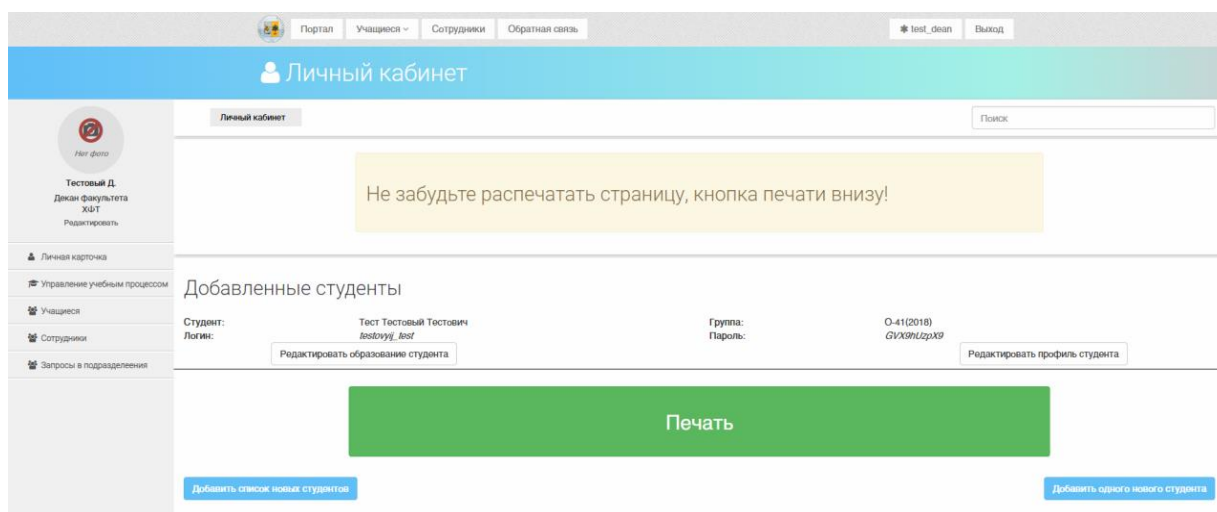 Портал Учащиеся Сотрудники Обратная связь test_dean Выход
Личный кабинет
Личный кабинет Поиск
Нет фото
Тестовый Д.
Декан факультета
ХФТ
Редактировать
Не забудьте распечатать страницу, кнопка печати внизу!
Личная карточка
Управление учебным процессом
Учащиеся
Сотрудники
Запросы в подразделеения
Добавленные студенты
Студент: Тест Тестовый Тестович Группа: О-41(2018)
Логин: testovyij_test Пароль: GVX9hUzpX9
Редактировать образование студента Редактировать профиль студента
Печать
Добавить список новых студентов Добавить одного нового студента